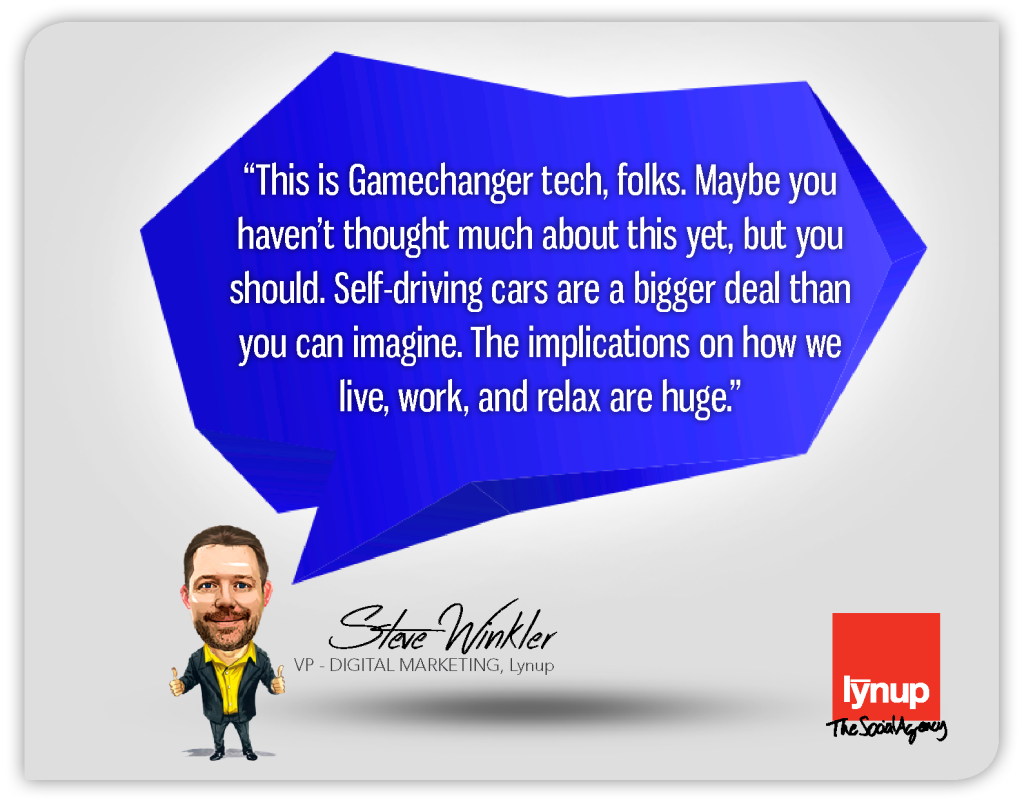 “This is Gamechanger tech, folks. Maybe you
haven’t thought much about this yet, but you
should. Self-driving cars are a bigger deal than
you can imagine. The implications on how we
live, work, and relax are huge.”
Steve Winkler
VP - DIGITAL MARKETING, Lynup
lynup
The Social Agency